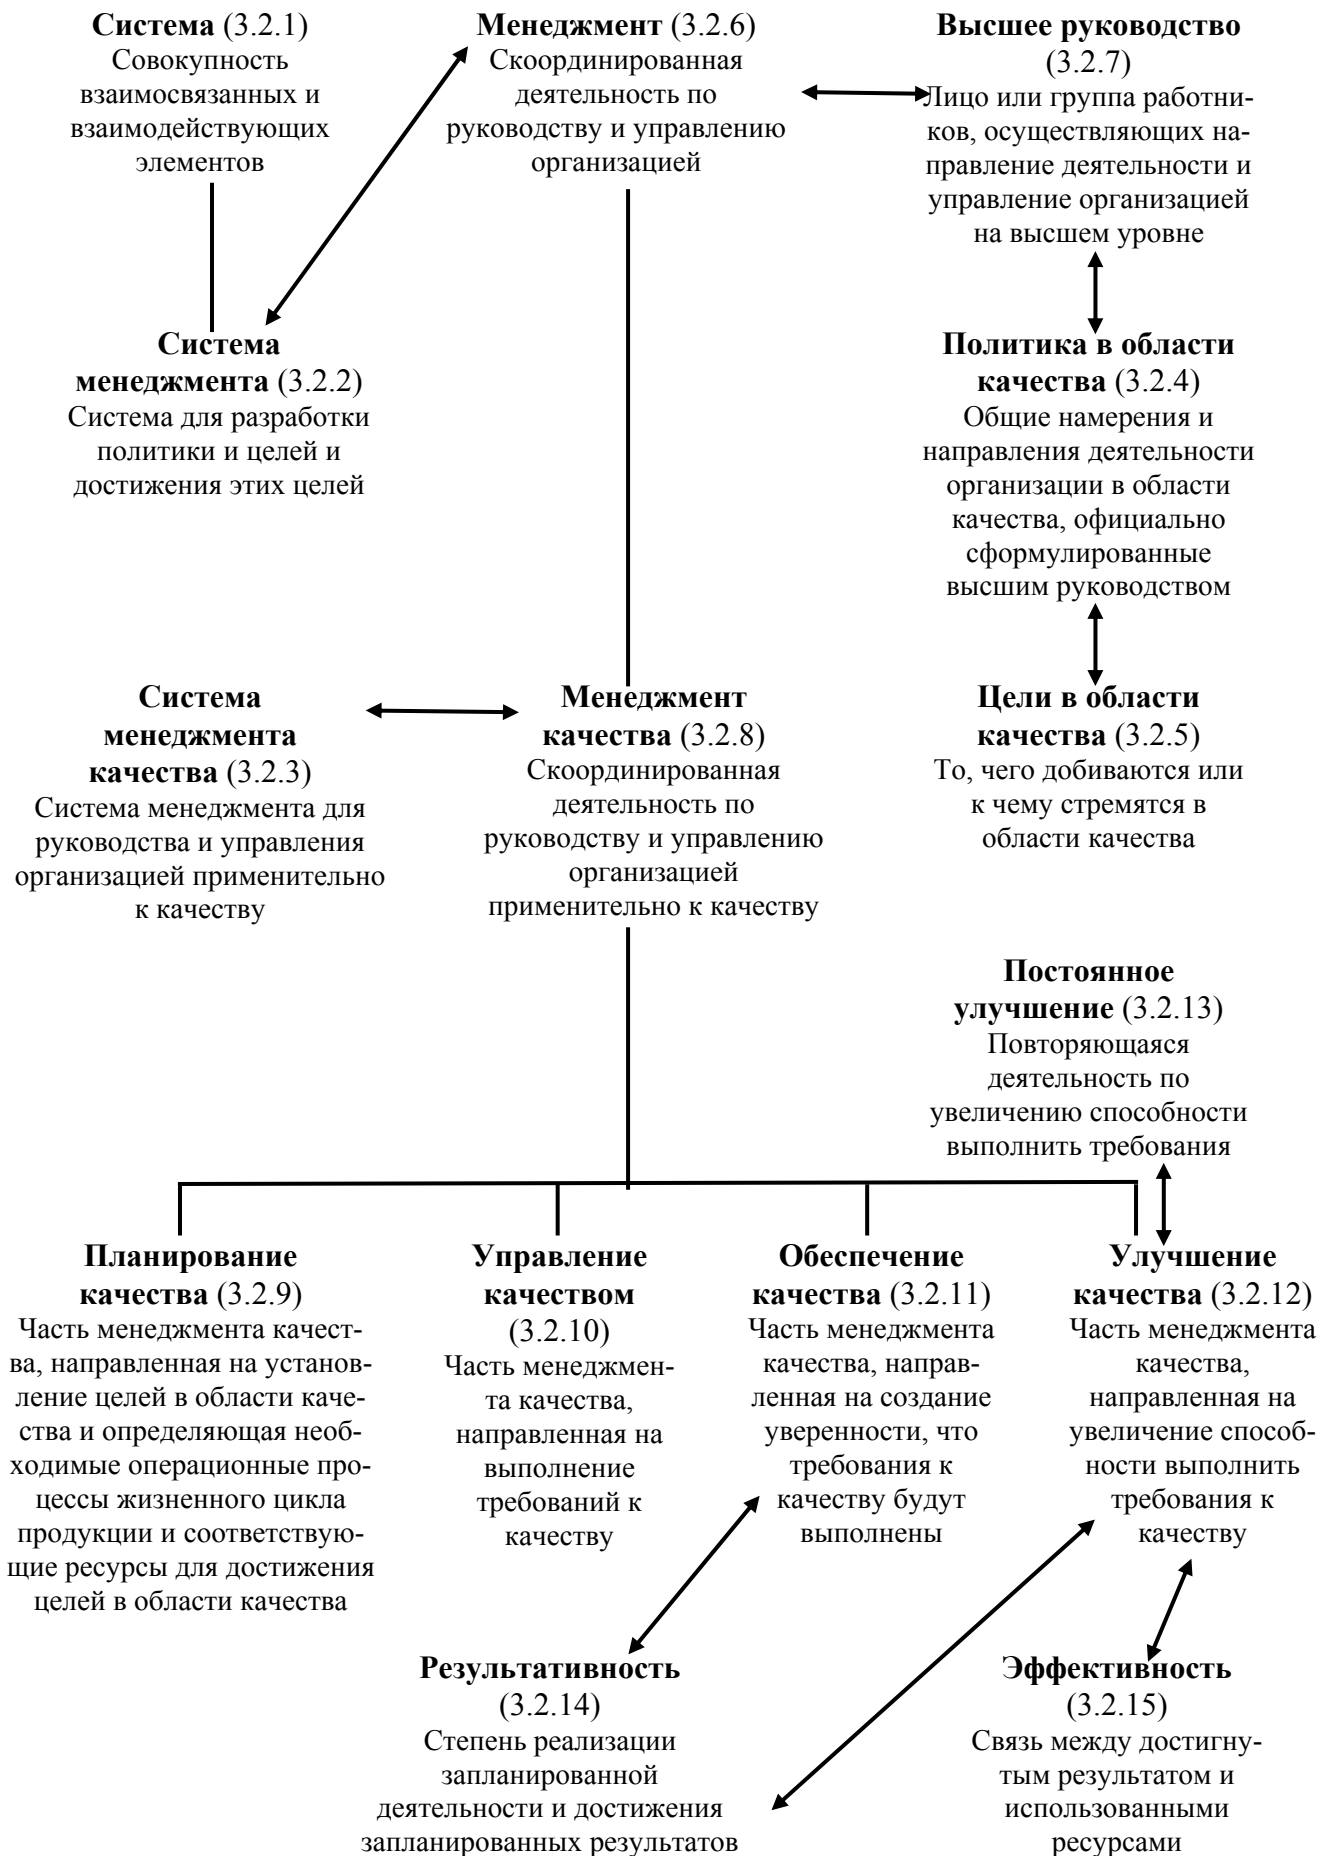 Система (3.2.1)
Совокупность
взаимосвязанных и
взаимодействующих
элементов
Менеджмент (3.2.6)
Скоординированная
деятельность по
руководству и управлению
организацией
Высшее руководство
(3.2.7)
Лицо или группа работни-
ков, осуществляющих на-
правление деятельности и
управление организацией
на высшем уровне
Система
менеджмента (3.2.2)
Система для разработки
политики и целей и
достижения этих целей
Политика в области
качества (3.2.4)
Общие намерения и
направления деятельности
организации в области
качества, официально
сформулированные
высшим руководством
Система
менеджмента
качества (3.2.3)
Система менеджмента для
руководства и управления
организацией применительно
к качеству
Менеджмент
качества (3.2.8)
Скоординированная
деятельность по
руководству и управлению
организацией
применительно к качеству
Цели в области
качества (3.2.5)
То, чего добиваются или
к чему стремятся в
области качества
Постоянное
улучшение (3.2.13)
Повторяющаяся
деятельность по
увеличению способности
выполнить требования
Планирование
качества (3.2.9)
Часть менеджмента качест-
ва, направленная на установ-
ление целей в области каче-
ства и определяющая необ-
ходимые операционные про-
цессы жизненного цикла
продукции и соответствую-
щие ресурсы для достижения
целей в области качества
Управление
качеством
(3.2.10)
Часть менеджмен-
та качества,
направленная на
выполнение
требований к
качеству
Обеспечение
качества (3.2.11)
Часть менеджмента
качества, направ-
ленная на создание
уверенности, что
требования к
качеству будут
выполнены
Улучшение
качества (3.2.12)
Часть менеджмента
качества,
направленная на
увеличение способ-
ности выполнить
требования к
качеству
Результативность
(3.2.14)
Степень реализации
запланированной
деятельности и достижения
запланированных результатов
Эффективность
(3.2.15)
Связь между достигну-
тым результатом и
использованными
ресурсами